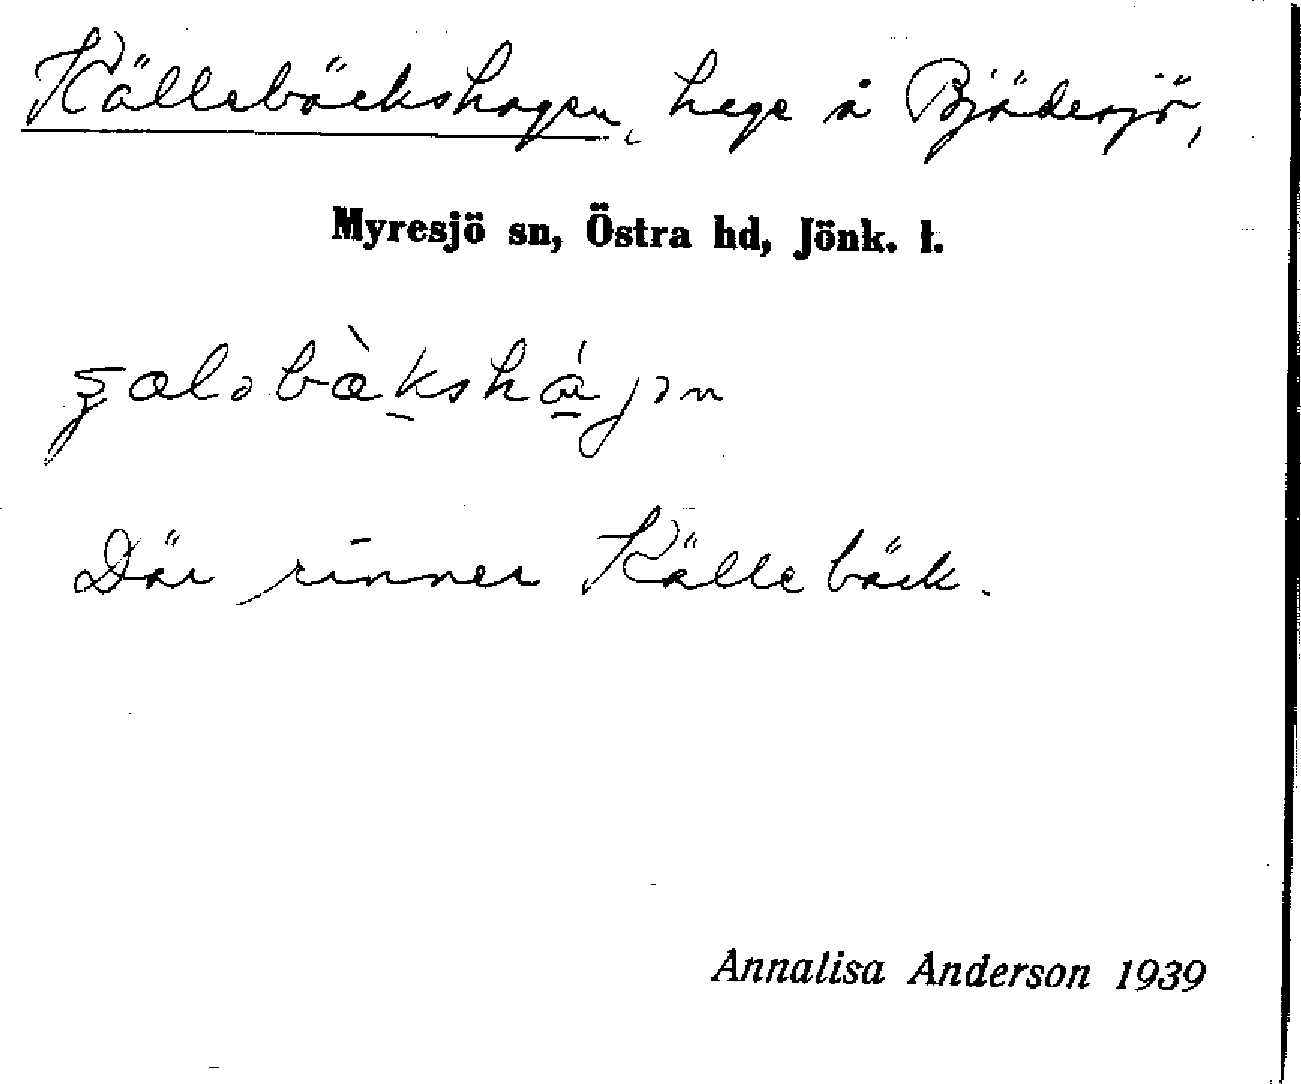 Källebäckshagen, hage å Bjädesjö,
Myresjö sn, Östra hd, Jönk. l.
Där rinner Källebäck.
Annalisa Anderson 1939